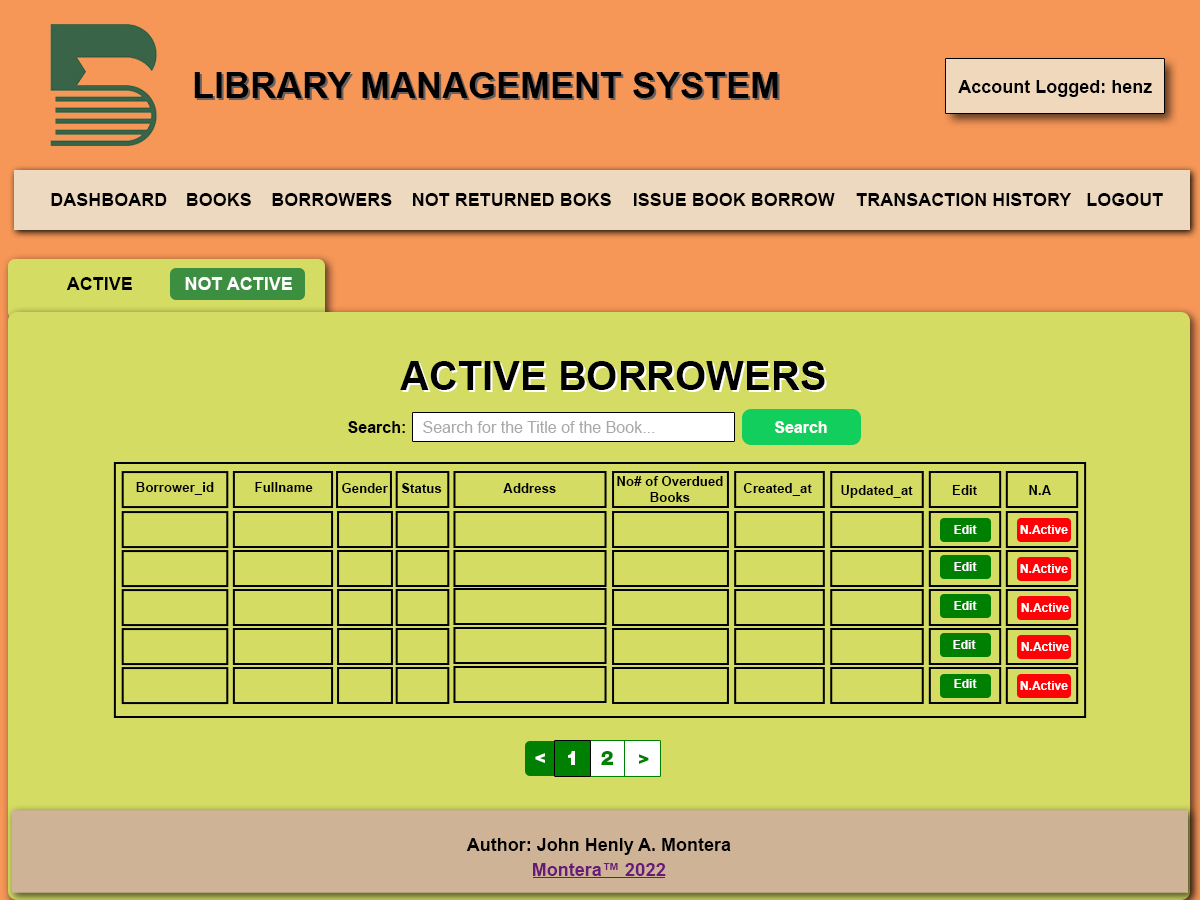 LIBRARY MANAGEMENT SYSTEM
Account Logged: henz
DASHBOARD BOOKS BORROWERS NOT RETURNED BOKS ISSUE BOOK BORROW TRANSACTION HISTORY LOGOUT
ACTIVE NOT ACTIVE
ACTIVE BORROWERS
Search: Search for the Title of the Book... Search
Borrower_id Fullname Gender Status Address No# of Overdued Books Created_at Updated_at Edit N.A
Edit N.Active
Edit N.Active
Edit N.Active
Edit N.Active
Edit N.Active
< 1 2 >
Author: John Henly A. Montera
Montera™ 2022